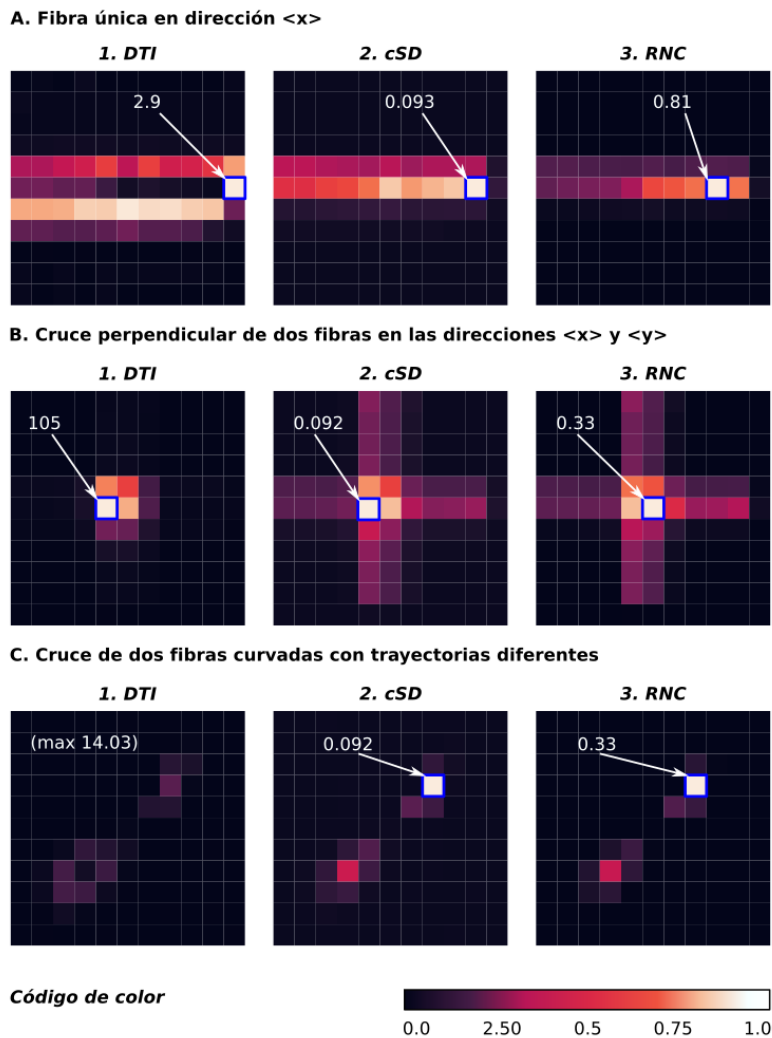 A. Fibra única en dirección <x>
1. DTI
2. cSD
3. RNC
2.9
0.093
0.81
B. Cruce perpendicular de dos fibras en las direcciones <x> y <y>
1. DTI
2. cSD
3. RNC
105
0.092
0.33
C. Cruce de dos fibras curvadas con trayectorias diferentes
1. DTI
2. cSD
3. RNC
(max 14.03)
0.092
0.33
Código de color
0.0 2.50 0.5 0.75 1.0